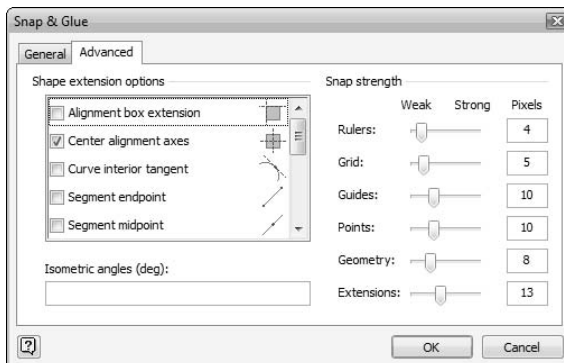 Snap & Glue
General
Advanced
Shape extension options
Alignment box extension
Center alignment axes
Curve interior tangent
Segment endpoint
Segment midpoint
Isometric angles (deg):
Snap strength
Weak Strong Pixels
Rulers: 4
Grid: 5
Guides: 10
Points: 10
Geometry: 8
Extensions: 13
?
OK
Cancel